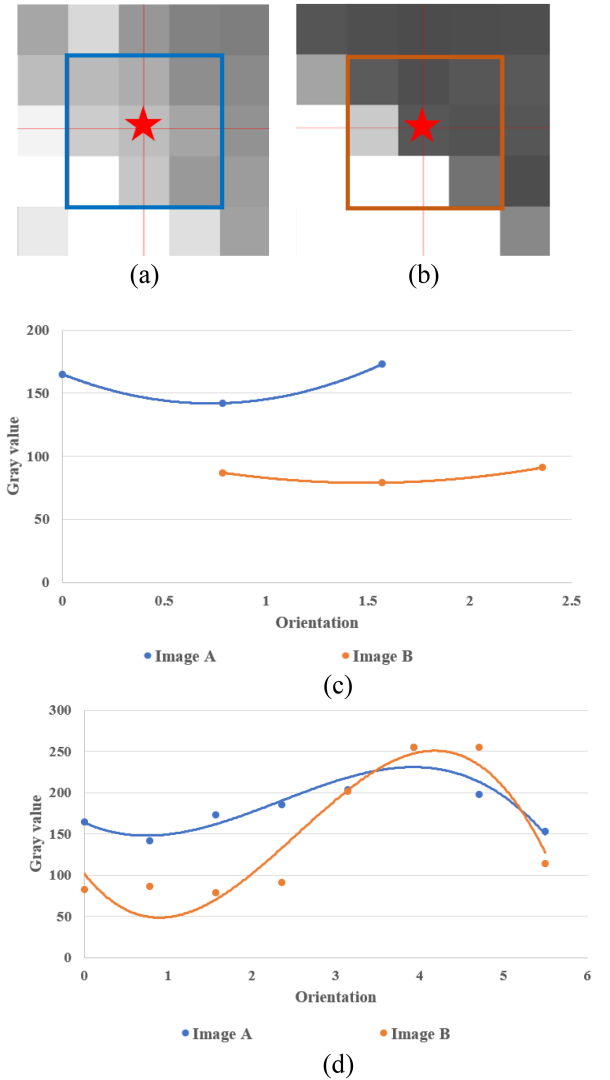 (a) (b)
200
150
100
50
0
Gray value
0 0.5 1 1.5 2 2.5
Orientation
Image A Image B
(c)
300
250
200
150
100
50
0
Gray value
0 1 2 3 4 5 6
Orientation
Image A Image B
(d)